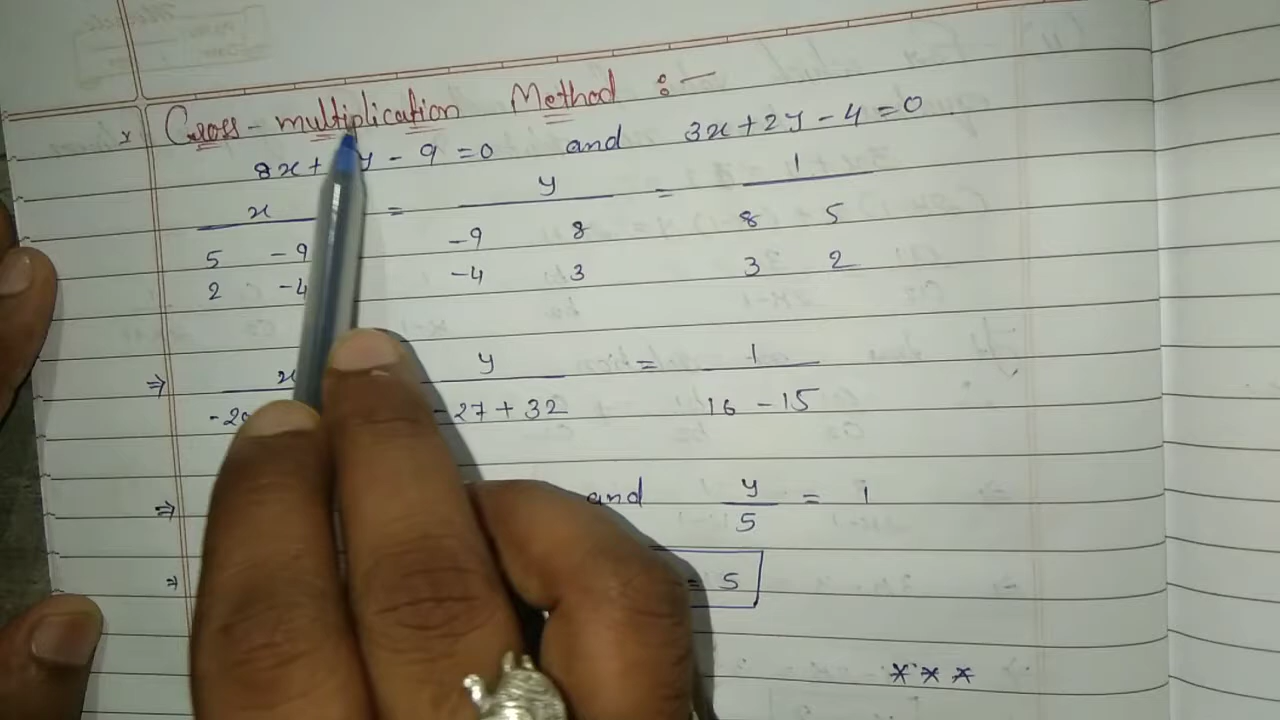 x Cross-multiplication Method :-
8x + y - 9 = 0 and 3x + 2y - 4 = 0
x = y = 1
5 -9 -9 8 8 5
2 -4 -4 3 3 2
⇒ x y = 1
-20 -27 + 32 16 - 15
⇒ and y/5 = 1
⇒ = 5
***